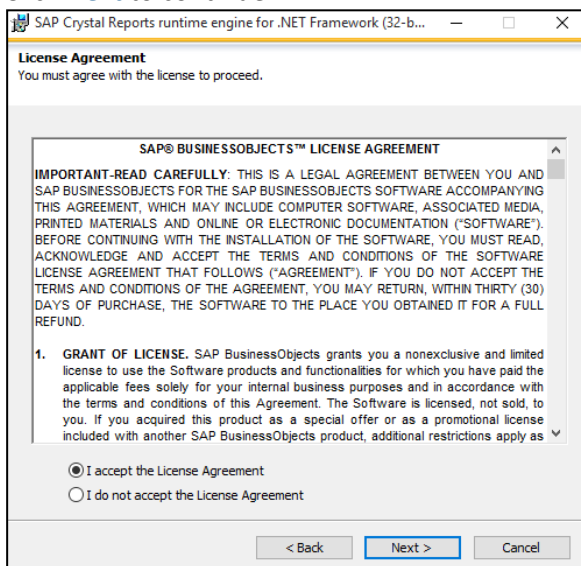 SAP Crystal Reports runtime engine for .NET Framework (32-b...
License Agreement
You must agree with the license to proceed.
SAP® BUSINESSOBJECTS™ LICENSE AGREEMENT
IMPORTANT-READ CAREFULLY: THIS IS A LEGAL AGREEMENT BETWEEN YOU AND
SAP BUSINESSOBJECTS FOR THE SAP BUSINESSOBJECTS SOFTWARE ACCOMPANYING
THIS AGREEMENT, WHICH MAY INCLUDE COMPUTER SOFTWARE, ASSOCIATED MEDIA,
PRINTED MATERIALS AND ONLINE OR ELECTRONIC DOCUMENTATION ("SOFTWARE").
BEFORE CONTINUING WITH THE INSTALLATION OF THE SOFTWARE, YOU MUST READ,
ACKNOWLEDGE AND ACCEPT THE TERMS AND CONDITIONS OF THE SOFTWARE
LICENSE AGREEMENT THAT FOLLOWS ("AGREEMENT"). IF YOU DO NOT ACCEPT THE
TERMS AND CONDITIONS OF THE AGREEMENT, YOU MAY RETURN, WITHIN THIRTY (30)
DAYS OF PURCHASE, THE SOFTWARE TO THE PLACE YOU OBTAINED IT FOR A FULL
REFUND.
1. GRANT OF LICENSE. SAP BusinessObjects grants you a nonexclusive and limited
license to use the Software products and functionalities for which you have paid the
applicable fees solely for your internal business purposes and in accordance with
the terms and conditions of this Agreement. The Software is licensed, not sold, to
you. If you acquired this product as a special offer or as a promotional license
included with another SAP BusinessObjects product, additional restrictions apply as
I accept the License Agreement
I do not accept the License Agreement
< Back
Next >
Cancel